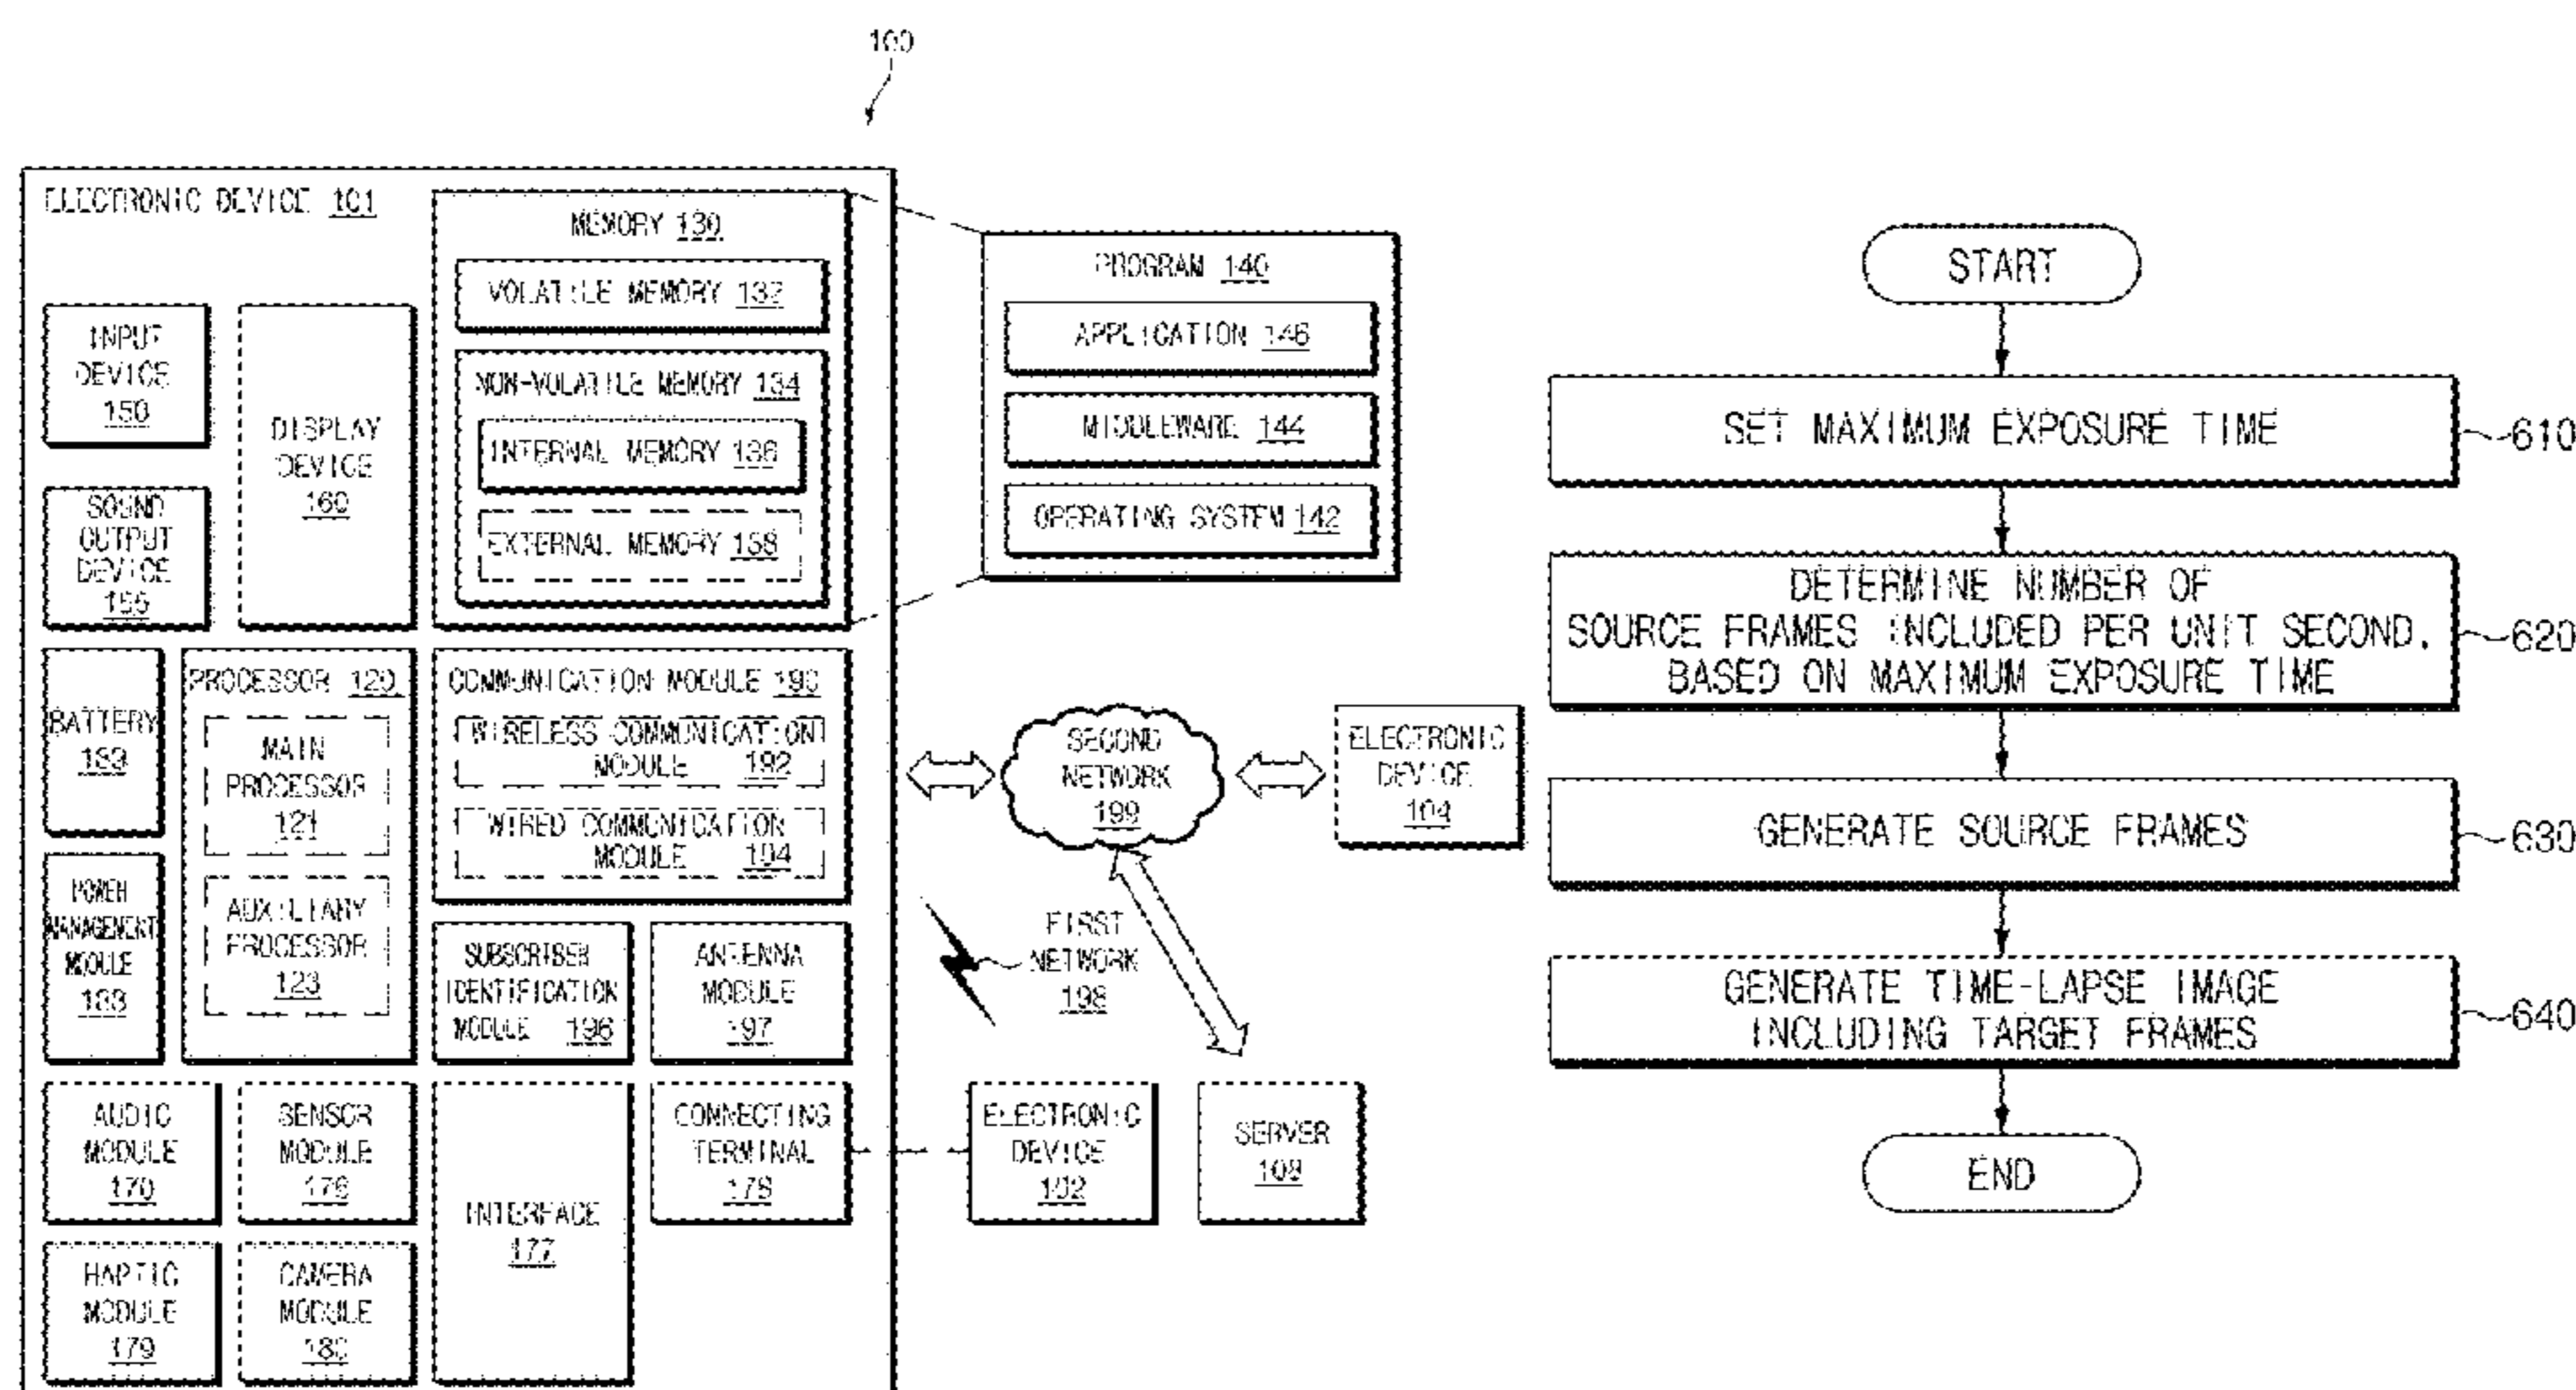 100
ELECTRONIC DEVICE 101
MEMORY 130
VOLATILE MEMORY 132
NON-VOLATILE MEMORY 134
INTERNAL MEMORY 136
EXTERNAL MEMORY 138
INPUT
DEVICE
150
DISPLAY
DEVICE
160
SOUND
OUTPUT
DEVICE
155
PROGRAM 140
APPLICATION 146
MIDDLEWARE 144
OPERATING SYSTEM 142
BATTERY
189
PROCESSOR 120
MAIN
PROCESSOR
121
AUXILIARY
PROCESSOR
123
POWER
MANAGEMENT
MODULE
188
COMMUNICATION MODULE 190
WIRELESS COMMUNICATION
MODULE 192
WIRED COMMUNICATION
MODULE 194
SUBSCRIBER
IDENTIFICATION
MODULE 196
ANTENNA
MODULE
197
SECOND
NETWORK
199
ELECTRONIC
DEVICE
104
FIRST
NETWORK
198
AUDIO
MODULE
170
SENSOR
MODULE
176
INTERFACE
177
CONNECTING
TERMINAL
178
ELECTRONIC
DEVICE
102
SERVER
108
HAPTIC
MODULE
179
CAMERA
MODULE
180
START
SET MAXIMUM EXPOSURE TIME
610
DETERMINE NUMBER OF
SOURCE FRAMES INCLUDED PER UNIT SECOND,
BASED ON MAXIMUM EXPOSURE TIME
620
GENERATE SOURCE FRAMES
630
GENERATE TIME-LAPSE IMAGE
INCLUDING TARGET FRAMES
640
END